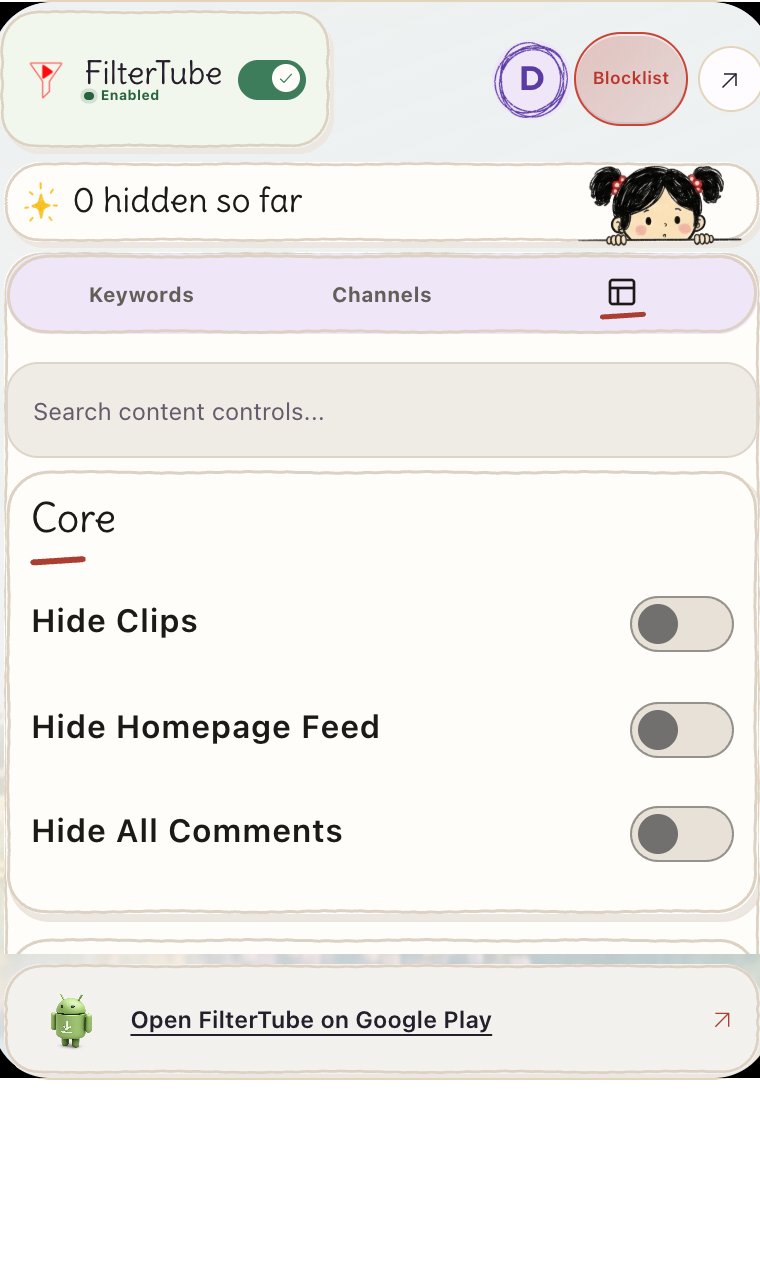 FilterTube
Enabled
D
Blocklist
0 hidden so far
Keywords
Channels
Search content controls...
Core
Hide Clips
Hide Homepage Feed
Hide All Comments
Open FilterTube on Google Play